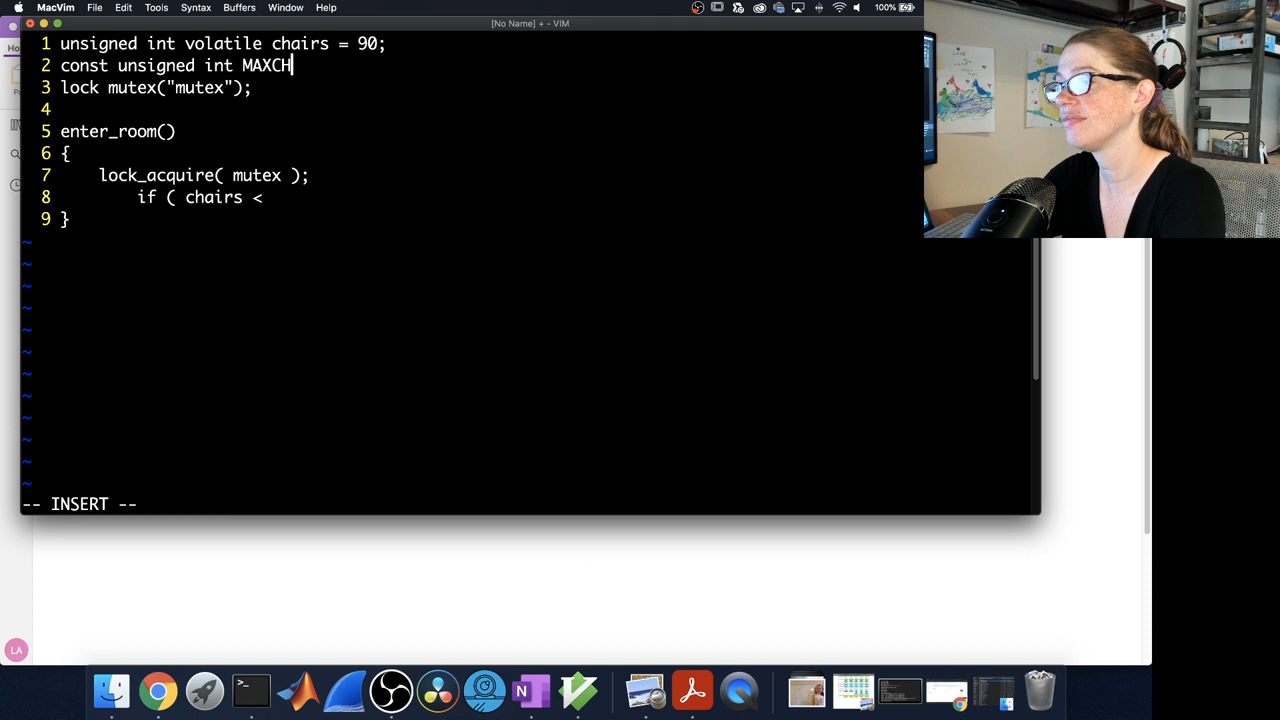 MacVim File Edit Tools Syntax Buffers Window Help
100%
[No Name] + - VIM
1 unsigned int volatile chairs = 90;
2 const unsigned int MAXCH
3 lock mutex("mutex");
4
5 enter_room()
6 {
7 lock_acquire( mutex );
8 if ( chairs <
9 }
~
~
~
~
~
~
~
~
~
~
~
~
-- INSERT --
LA
>_
N